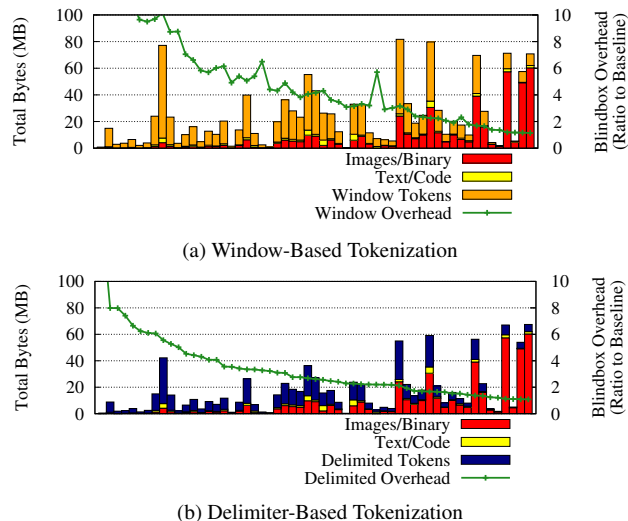 Total Bytes (MB)
100
80
60
40
20
0
10
8
6
4
2
0
Blindbox Overhead
(Ratio to Baseline)
Images/Binary
Text/Code
Window Tokens
Window Overhead
(a) Window-Based Tokenization
Total Bytes (MB)
100
80
60
40
20
0
10
8
6
4
2
0
Blindbox Overhead
(Ratio to Baseline)
Images/Binary
Text/Code
Delimited Tokens
Delimited Overhead
(b) Delimiter-Based Tokenization